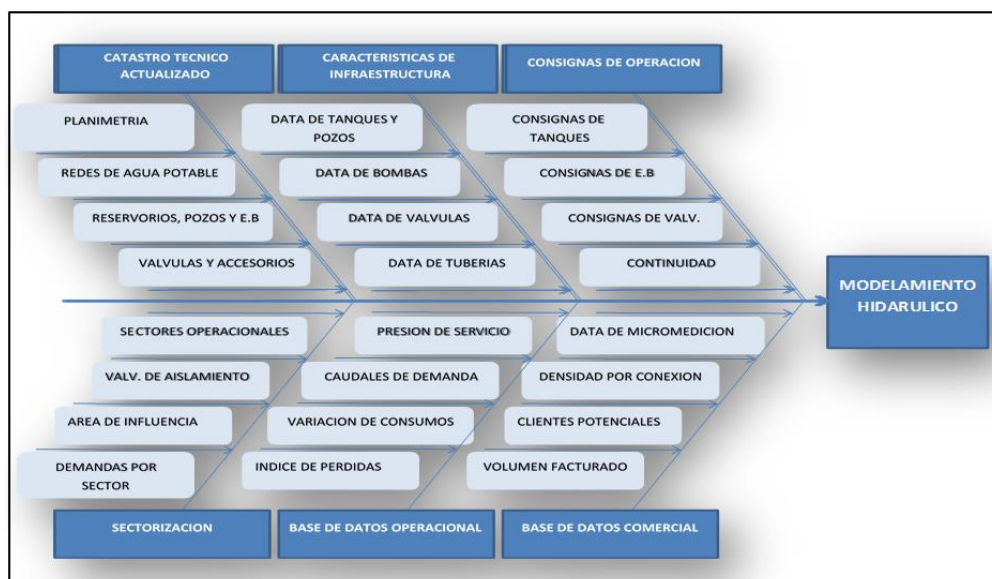 CATASTRO TECNICO
ACTUALIZADO
CARACTERISTICAS DE
INFRAESTRUCTURA
CONSIGNAS DE OPERACION
PLANIMETRIA
DATA DE TANQUES Y
POZOS
CONSIGNAS DE
TANQUES
REDES DE AGUA POTABLE
DATA DE BOMBAS
CONSIGNAS DE E.B
RESERVORIOS, POZOS Y E.B
DATA DE VALVULAS
CONSIGNAS DE VALV.
VALVULAS Y ACCESORIOS
DATA DE TUBERIAS
CONTINUIDAD
MODELAMIENTO
HIDARULICO
SECTORES OPERACIONALES
PRESION DE SERVICIO
DATA DE MICROMEDICION
VALV. DE AISLAMIENTO
CAUDALES DE DEMANDA
DENSIDAD POR CONEXION
AREA DE INFLUENCIA
VARIACION DE CONSUMOS
CLIENTES POTENCIALES
DEMANDAS POR
SECTOR
INDICE DE PERDIDAS
VOLUMEN FACTURADO
SECTORIZACION
BASE DE DATOS OPERACIONAL
BASE DE DATOS COMERCIAL